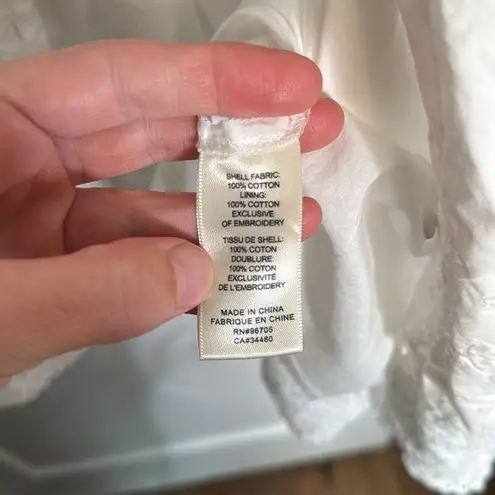 SHELL FABRIC:
100% COTTON
LINING:
100% COTTON
EXCLUSIVE
OF EMBROIDERY
TISSU DE SHELL:
100% COTON
DOUBLURE:
100% COTON
EXCLUSIVITÉ
DE L'EMBROIDERY
MADE IN CHINA
FABRIQUE EN CHINE
RN#96705
CA#34460